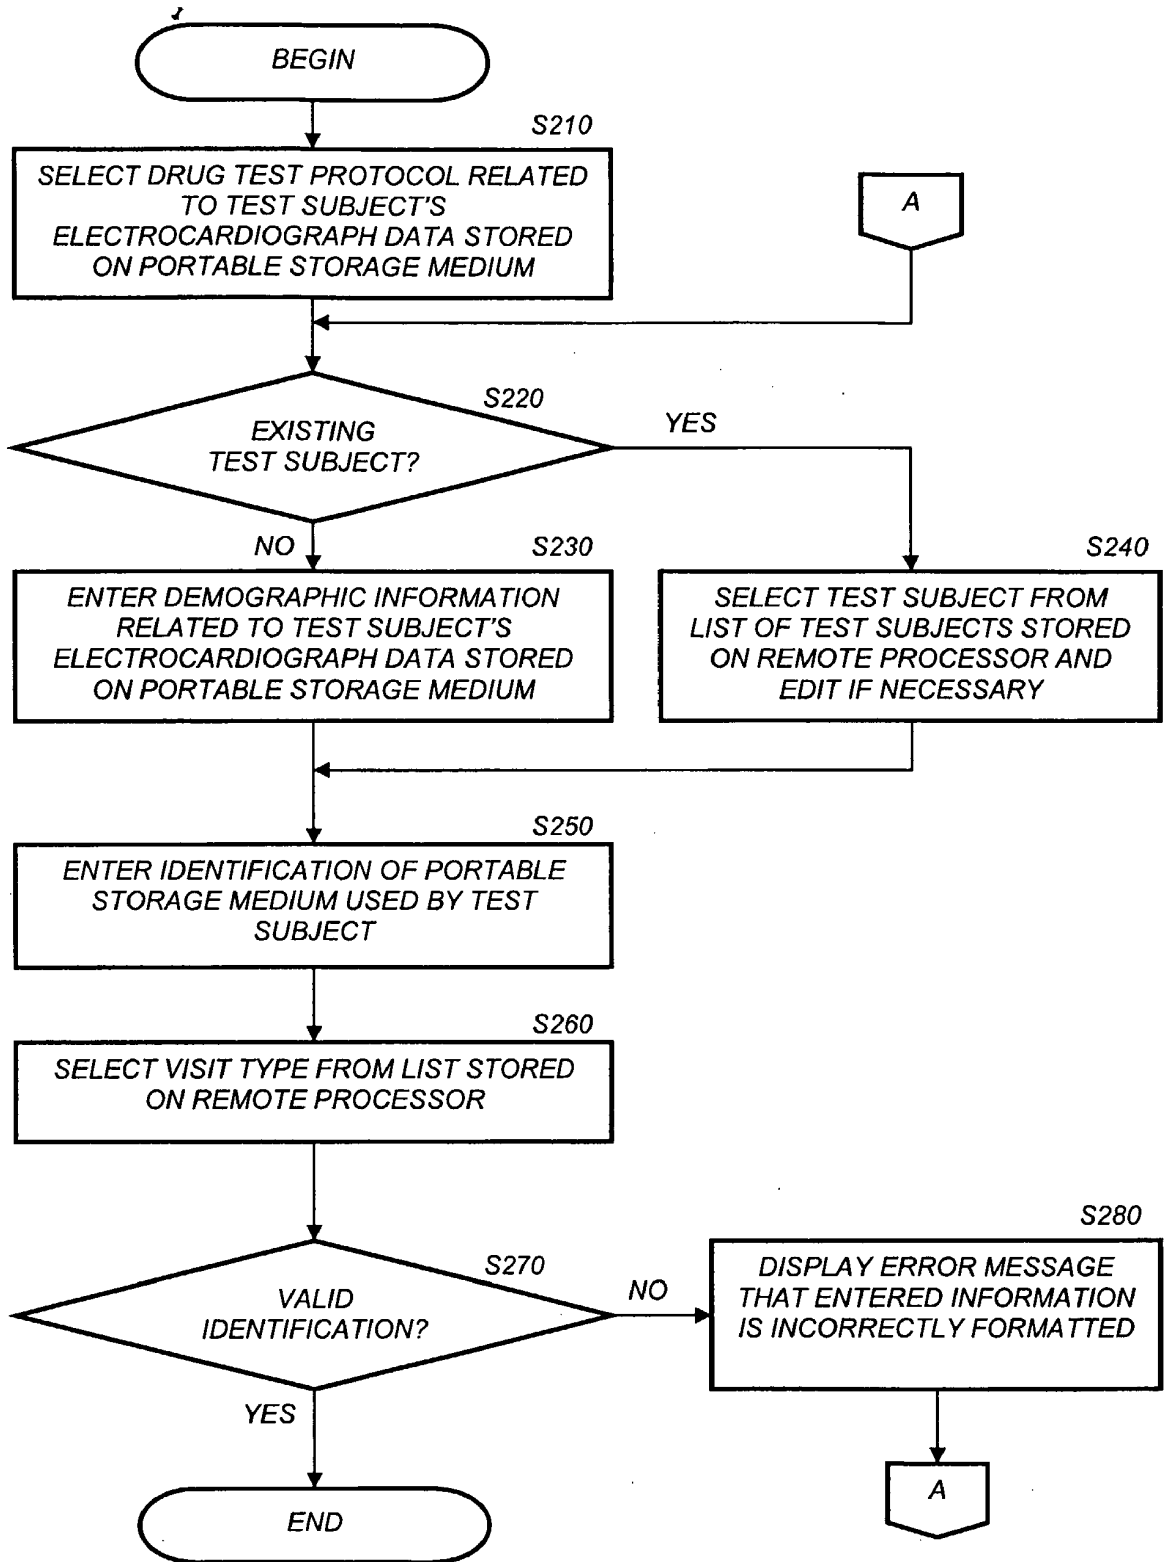 BEGIN
S210
SELECT DRUG TEST PROTOCOL RELATED
TO TEST SUBJECT'S
ELECTROCARDIOGRAPH DATA STORED
ON PORTABLE STORAGE MEDIUM
A
S220
EXISTING
TEST SUBJECT?
YES
NO
S230
ENTER DEMOGRAPHIC INFORMATION
RELATED TO TEST SUBJECT'S
ELECTROCARDIOGRAPH DATA STORED
ON PORTABLE STORAGE MEDIUM
S240
SELECT TEST SUBJECT FROM
LIST OF TEST SUBJECTS STORED
ON REMOTE PROCESSOR AND
EDIT IF NECESSARY
S250
ENTER IDENTIFICATION OF PORTABLE
STORAGE MEDIUM USED BY TEST
SUBJECT
S260
SELECT VISIT TYPE FROM LIST STORED
ON REMOTE PROCESSOR
S270
VALID
IDENTIFICATION?
NO
S280
DISPLAY ERROR MESSAGE
THAT ENTERED INFORMATION
IS INCORRECTLY FORMATTED
YES
A
END